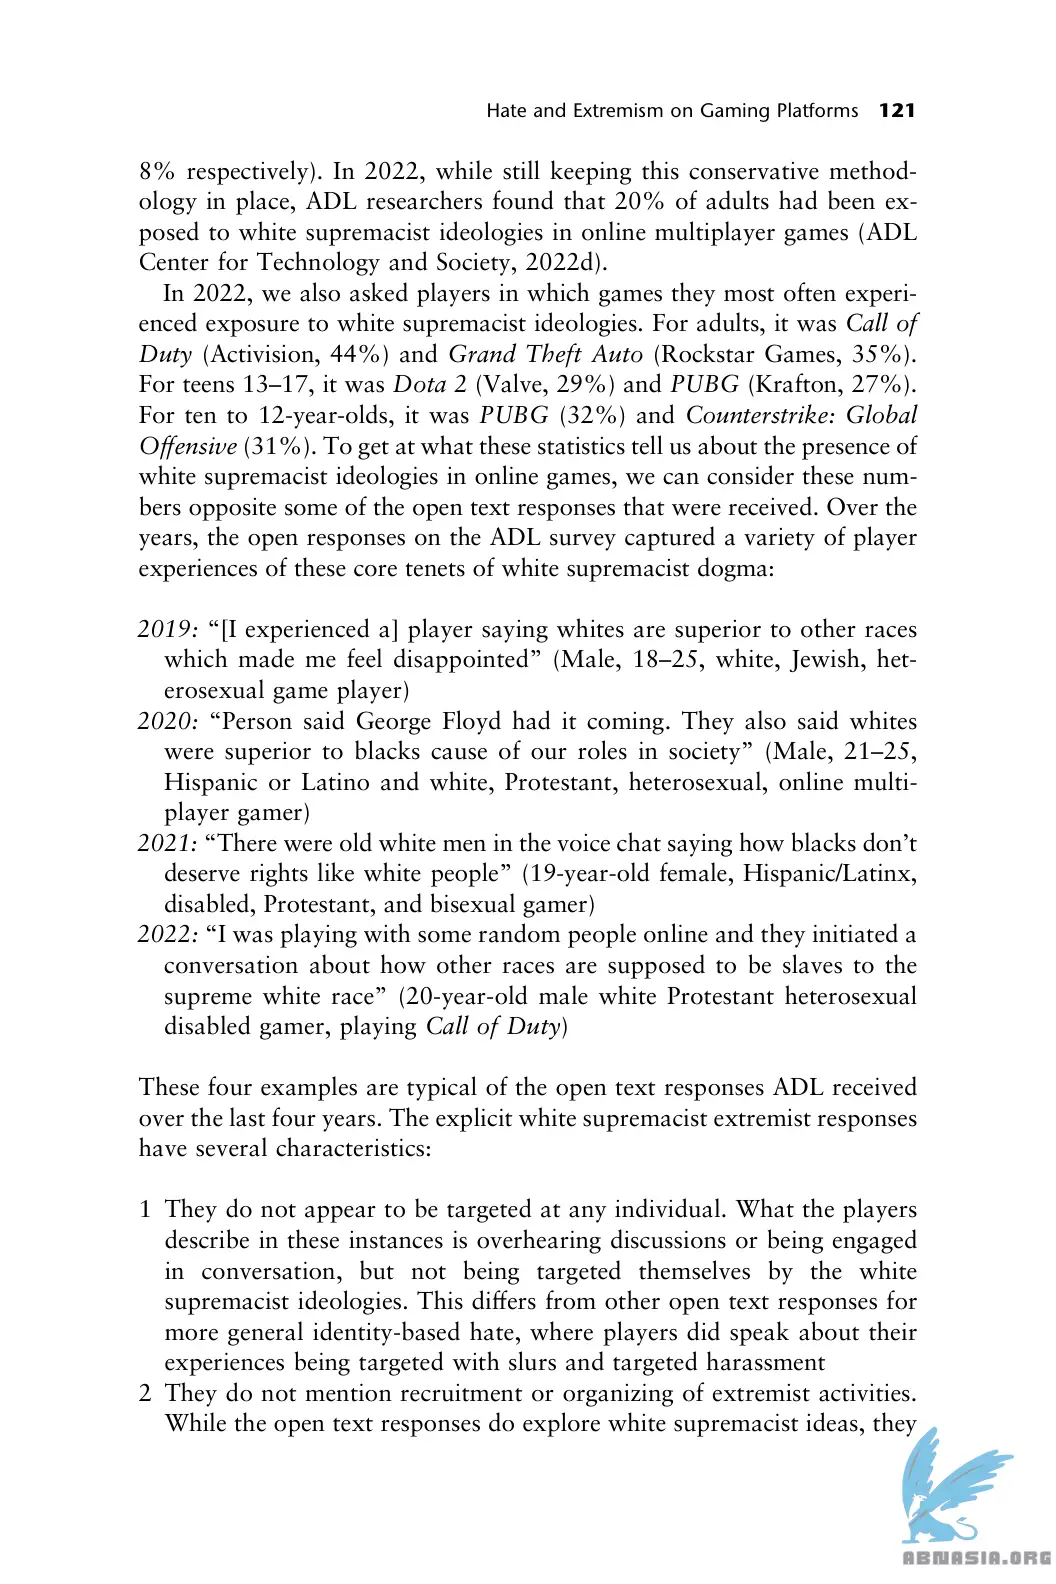 Hate and Extremism on Gaming Platforms 121
8% respectively). In 2022, while still keeping this conservative method-
ology in place, ADL researchers found that 20% of adults had been ex-
posed to white supremacist ideologies in online multiplayer games (ADL
Center for Technology and Society, 2022d).
In 2022, we also asked players in which games they most often experi-
enced exposure to white supremacist ideologies. For adults, it was Call of
Duty (Activision, 44%) and Grand Theft Auto (Rockstar Games, 35%).
For teens 13–17, it was Dota 2 (Valve, 29%) and PUBG (Krafton, 27%).
For ten to 12-year-olds, it was PUBG (32%) and Counterstrike: Global
Offensive (31%). To get at what these statistics tell us about the presence of
white supremacist ideologies in online games, we can consider these num-
bers opposite some of the open text responses that were received. Over the
years, the open responses on the ADL survey captured a variety of player
experiences of these core tenets of white supremacist dogma:
2019: “[I experienced a] player saying whites are superior to other races
which made me feel disappointed” (Male, 18–25, white, Jewish, het-
erosexual game player)
2020: “Person said George Floyd had it coming. They also said whites
were superior to blacks cause of our roles in society” (Male, 21–25,
Hispanic or Latino and white, Protestant, heterosexual, online multi-
player gamer)
2021: “There were old white men in the voice chat saying how blacks don’t
deserve rights like white people” (19-year-old female, Hispanic/Latinx,
disabled, Protestant, and bisexual gamer)
2022: “I was playing with some random people online and they initiated a
conversation about how other races are supposed to be slaves to the
supreme white race” (20-year-old male white Protestant heterosexual
disabled gamer, playing Call of Duty)
These four examples are typical of the open text responses ADL received
over the last four years. The explicit white supremacist extremist responses
have several characteristics:
1 They do not appear to be targeted at any individual. What the players
describe in these instances is overhearing discussions or being engaged
in conversation, but not being targeted themselves by the white
supremacist ideologies. This differs from other open text responses for
more general identity-based hate, where players did speak about their
experiences being targeted with slurs and targeted harassment
2 They do not mention recruitment or organizing of extremist activities.
While the open text responses do explore white supremacist ideas, they
ABNASIA.ORG